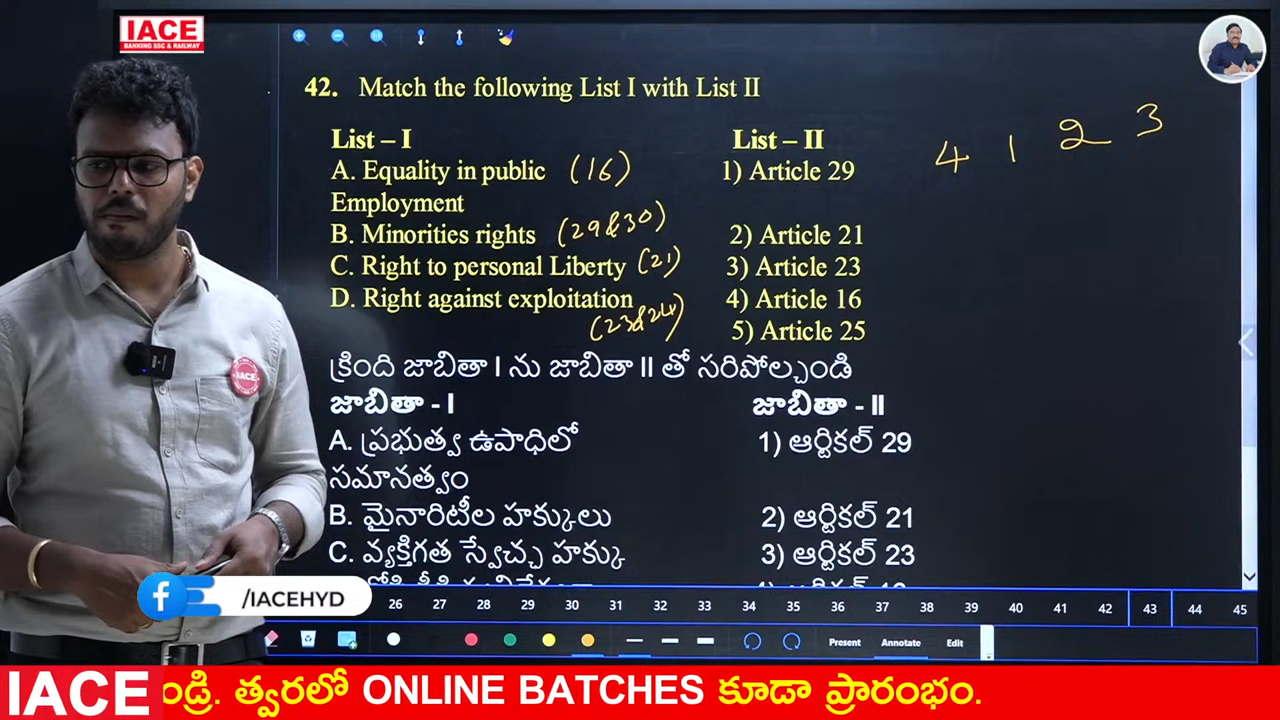 IACE
BANKING SSC & RAILWAY
42. Match the following List I with List II
4 1 2 3
List – I List – II
A. Equality in public (16) 1) Article 29
Employment
B. Minorities rights (29&30) 2) Article 21
C. Right to personal Liberty (21) 3) Article 23
D. Right against exploitation 4) Article 16
(23&24) 5) Article 25
క్రింది జాబితా I ను జాబితా II తో సరిపోల్చండి
జాబితా - I జాబితా - II
A. ప్రభుత్వ ఉపాధిలో 1) ఆర్టికల్ 29
సమానత్వం
B. మైనారిటీల హక్కులు 2) ఆర్టికల్ 21
C. వ్యక్తిగత స్వేచ్ఛ హక్కు 3) ఆర్టికల్ 23
IACE
/IACEHYD
26 27 28 29 30 31 32 33 34 35 36 37 38 39 40 41 42 43 44 45
Present Annotate Edit
IACE ండి. త్వరలో ONLINE BATCHES కూడా ప్రారంభం.